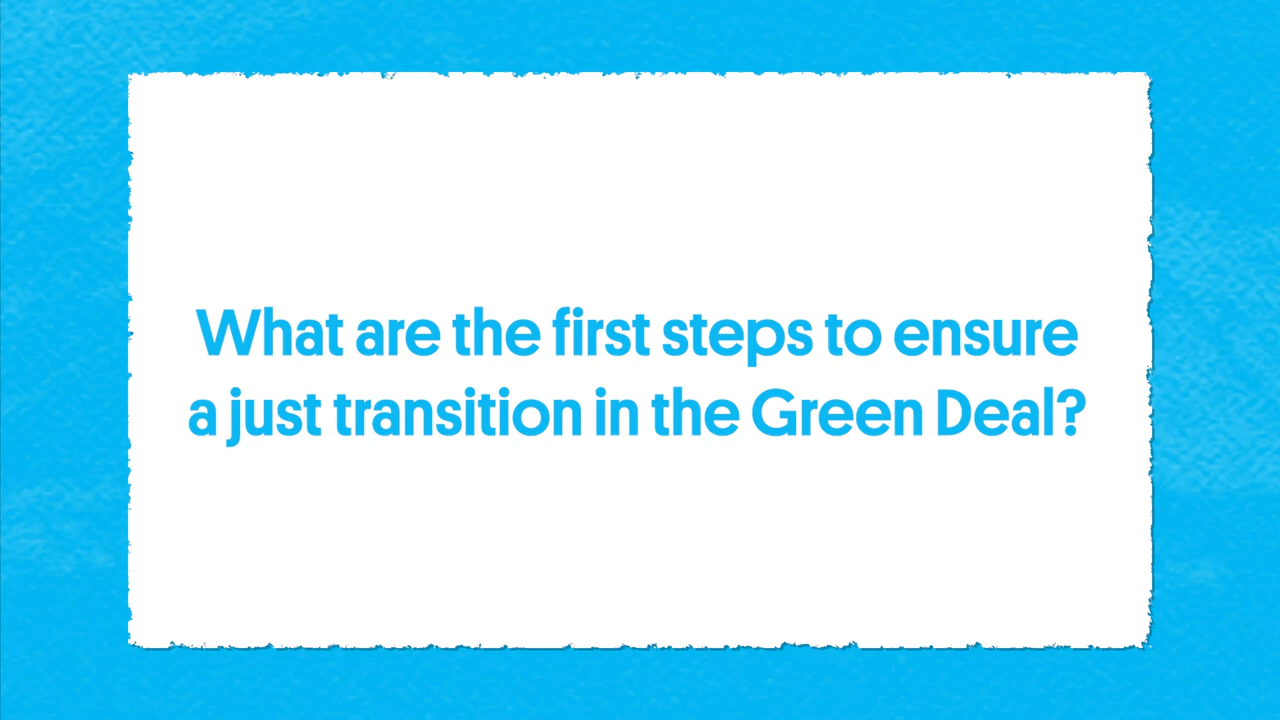 What are the first steps to ensure
a just transition in the Green Deal?